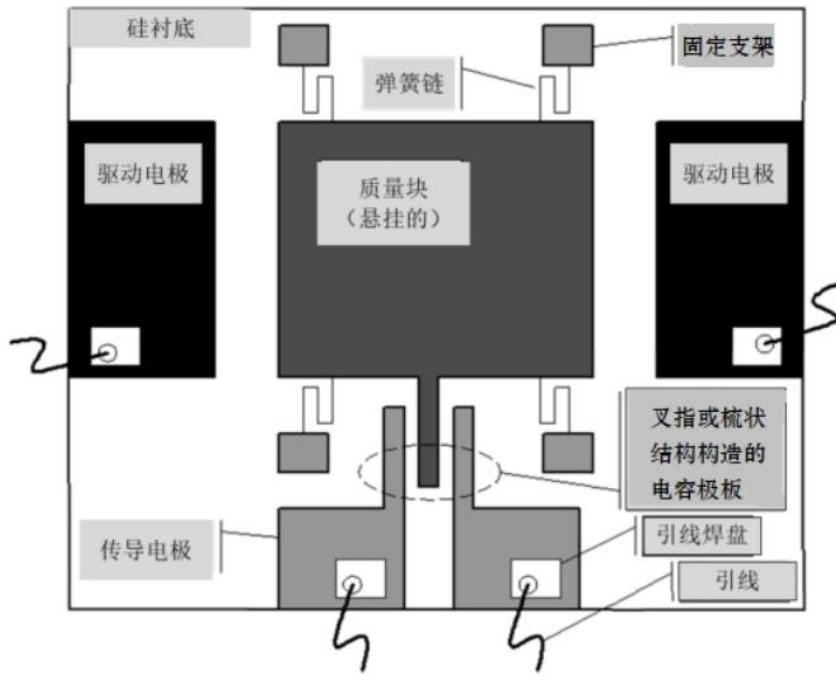 硅衬底
固定支架
弹簧链
驱动电极
质量块
（悬挂的）
驱动电极
叉指或梳状
结构构造的
电容极板
传导电极
引线焊盘
引线